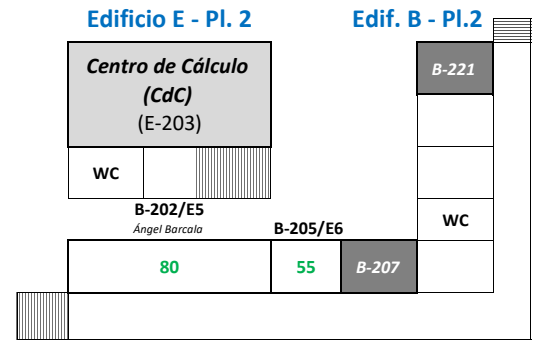 Edificio E - Pl. 2
Edif. B - Pl.2
Centro de Cálculo
(CdC)
(E-203)
B-221
WC
B-202/E5
Ángel Barcala
B-205/E6
WC
80
55
B-207